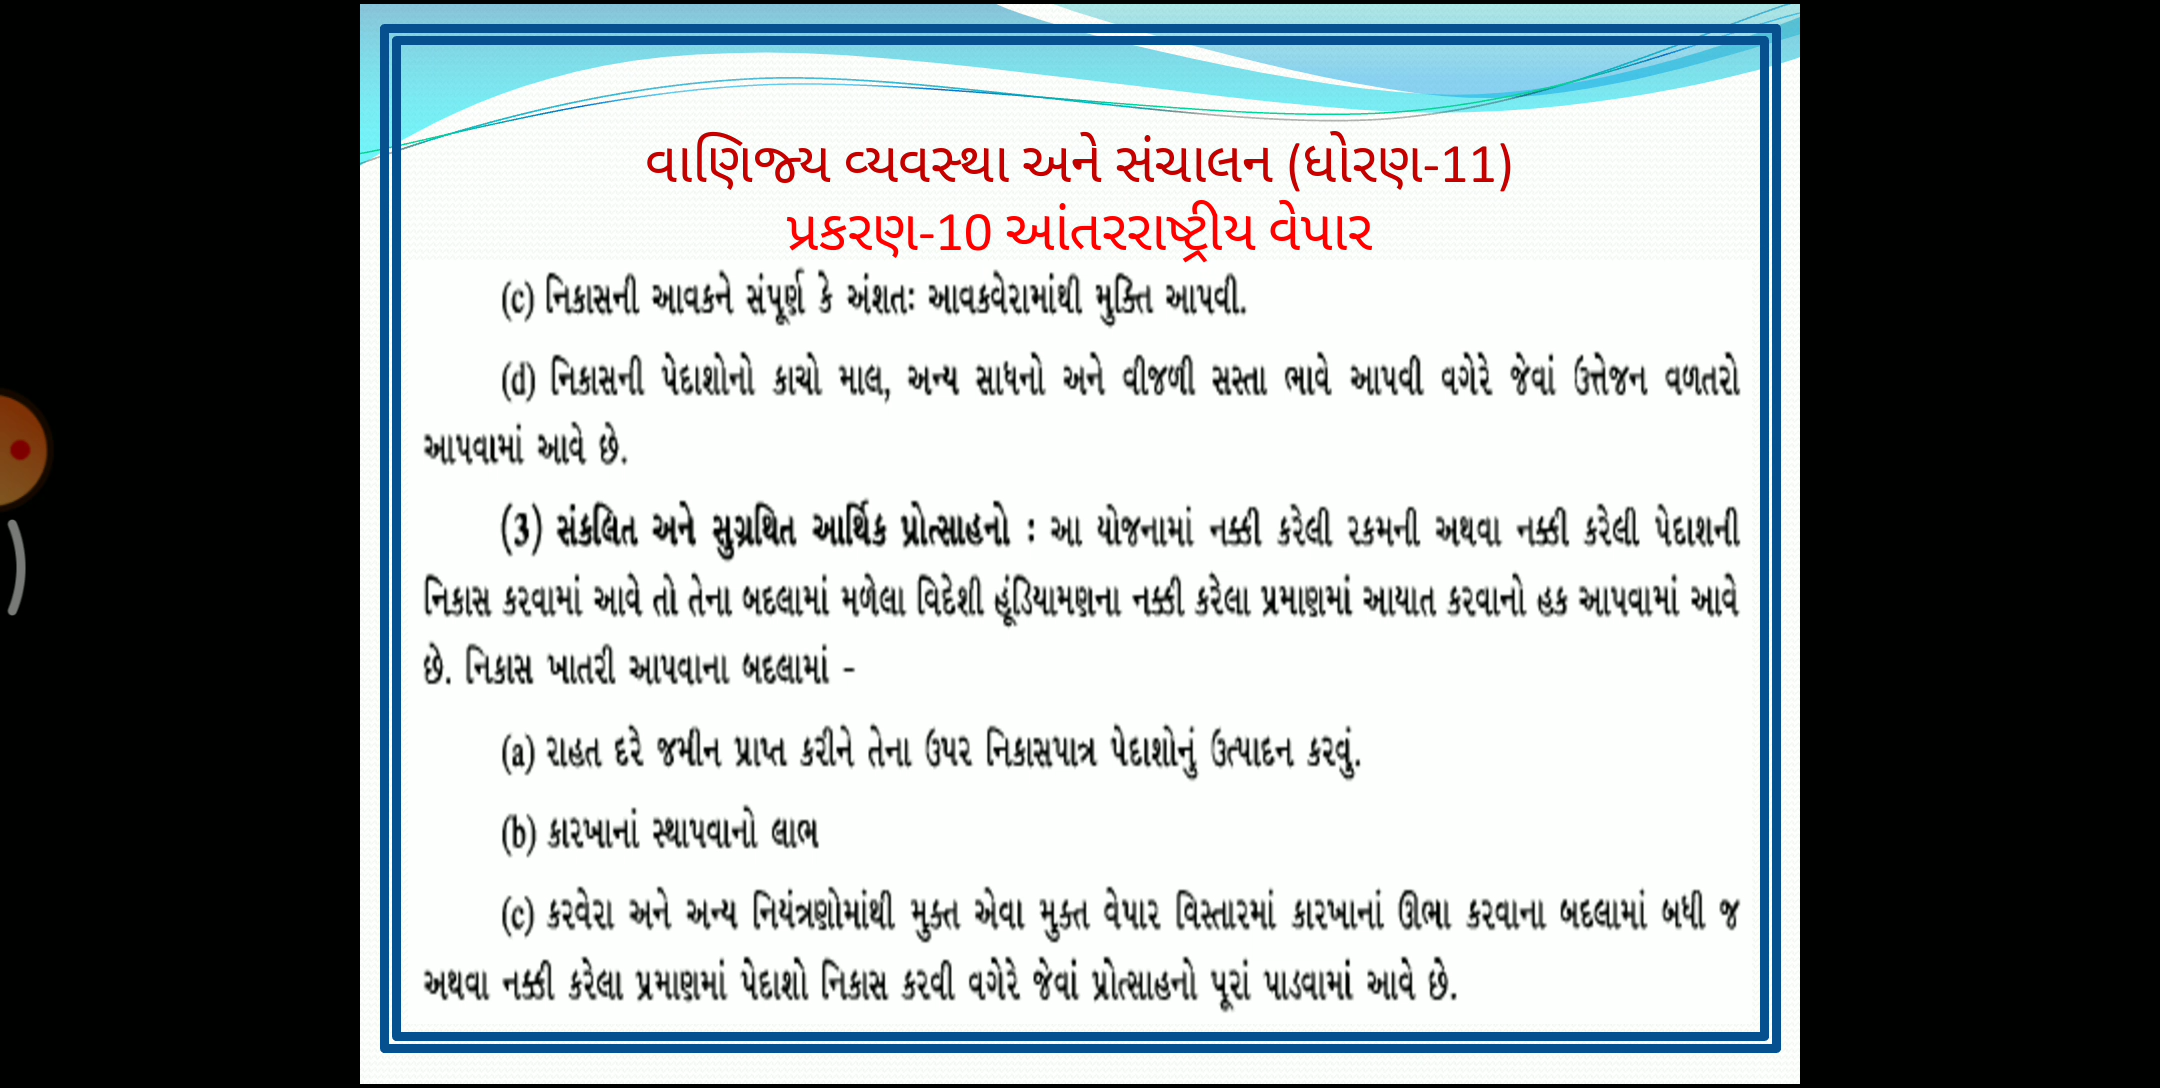 વાણિજ્ય વ્યવસ્થા અને સંચાલન (ધોરણ-11)
પ્રકરણ-10 આંતરરાષ્ટ્રીય વેપાર
(c) નિકાસની આવકને સંપૂર્ણ કે અંશતઃ આવકવેરામાંથી મુક્તિ આપવી.
(d) નિકાસની પેદાશોનો કાચો માલ, અન્ય સાધનો અને વીજળી સસ્તા ભાવે આપવી વગેરે જેવાં ઉત્તેજન વળતરો
આપવામાં આવે છે.
(3) સંકલિત અને સુગ્રથિત આર્થિક પ્રોત્સાહનો : આ યોજનામાં નક્કી કરેલી રકમની અથવા નક્કી કરેલી પેદાશની
નિકાસ કરવામાં આવે તો તેના બદલામાં મળેલા વિદેશી હૂંડિયામણના નક્કી કરેલા પ્રમાણમાં આયાત કરવાનો હક આપવામાં આવે
છે. નિકાસ ખાતરી આપવાના બદલામાં -
(a) રાહત દરે જમીન પ્રાપ્ત કરીને તેના ઉપર નિકાસપાત્ર પેદાશોનું ઉત્પાદન કરવું.
(b) કારખાનાં સ્થાપવાનો લાભ
(c) કરવેરા અને અન્ય નિયંત્રણોમાંથી મુક્ત એવા મુક્ત વેપાર વિસ્તારમાં કારખાનાં ઊભા કરવાના બદલામાં બધી જ
અથવા નક્કી કરેલા પ્રમાણમાં પેદાશો નિકાસ કરવી વગેરે જેવાં પ્રોત્સાહનો પૂરાં પાડવામાં આવે છે.